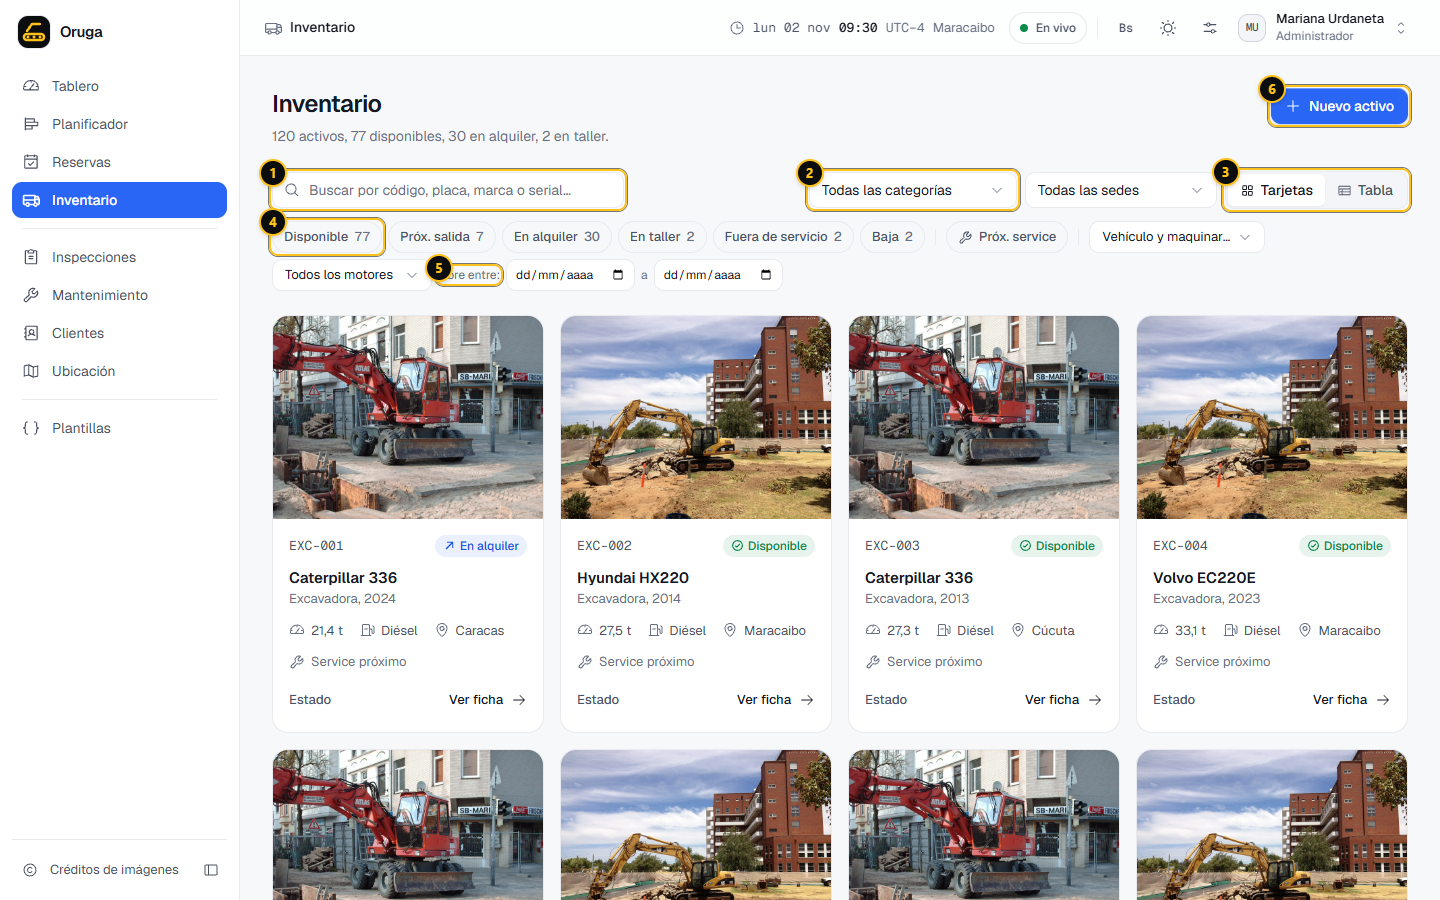 Oruga
Tablero
Planificador
Reservas
Inventario
Inspecciones
Mantenimiento
Clientes
Ubicación
Plantillas
Créditos de imágenes
Inventario
lun 02 nov 09:30 UTC−4 Maracaibo
En vivo
Bs
MU
Mariana Urdaneta
Administrador
Inventario
120 activos, 77 disponibles, 30 en alquiler, 2 en taller.
6
Nuevo activo
1
Buscar por código, placa, marca o serial...
2
Todas las categorías
Todas las sedes
3
Tarjetas
Tabla
4
Disponible 77
Próx. salida 7
En alquiler 30
En taller 2
Fuera de servicio 2
Baja 2
Próx. service
Vehículo y maquinar...
Todos los motores
5
entre:
dd/mm/aaaa
a
dd/mm/aaaa
ATLAS
SB-MARK
EXC-001
En alquiler
Caterpillar 336
Excavadora, 2024
21,4 t
Diésel
Caracas
Service próximo
Estado
Ver ficha
EXC-002
Disponible
Hyundai HX220
Excavadora, 2014
27,5 t
Diésel
Maracaibo
Service próximo
Estado
Ver ficha
EXC-003
Disponible
Caterpillar 336
Excavadora, 2013
27,3 t
Diésel
Cúcuta
Service próximo
Estado
Ver ficha
EXC-004
Disponible
Volvo EC220E
Excavadora, 2023
33,1 t
Diésel
Maracaibo
Service próximo
Estado
Ver ficha